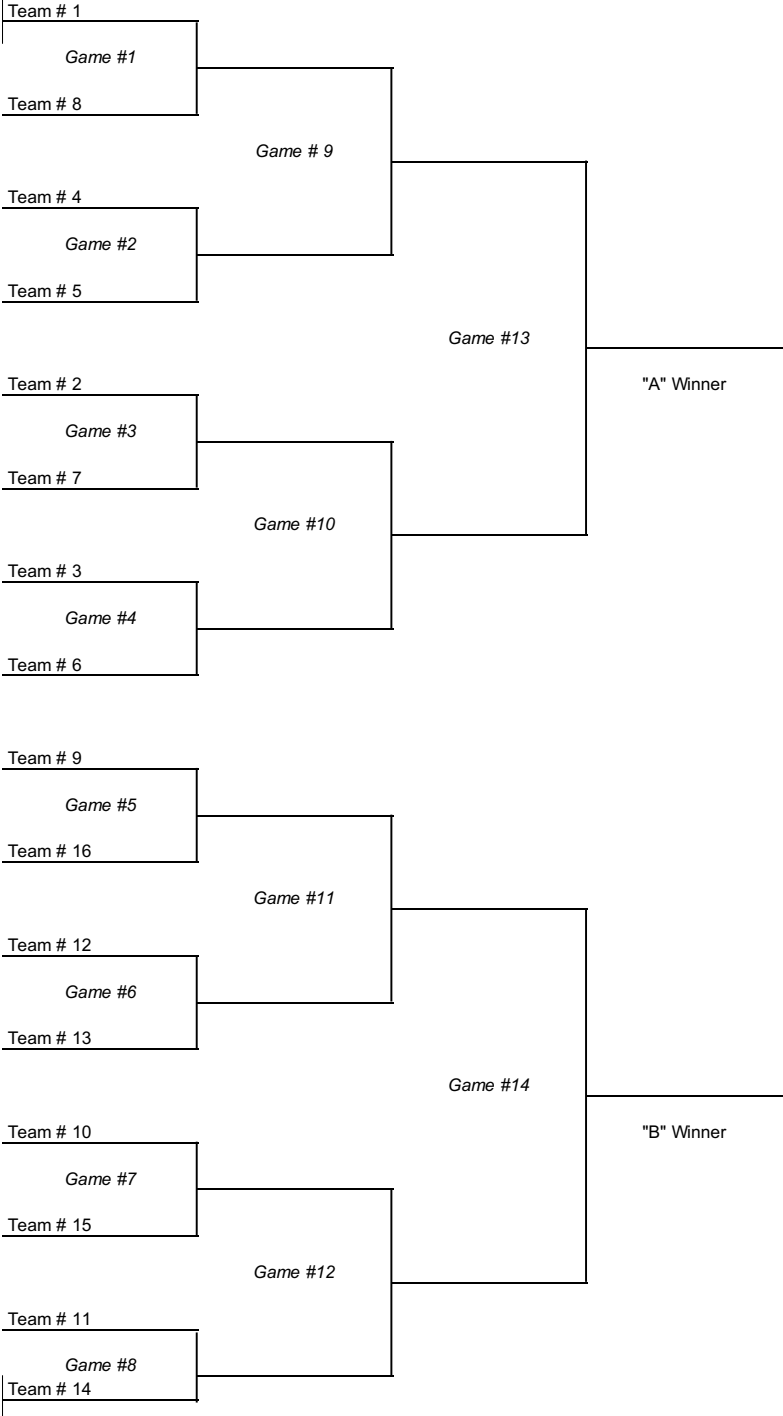 Team # 1
Game #1
Team # 8
Game # 9
Team # 4
Game #2
Team # 5
Game #13
Team # 2
"A" Winner
Game #3
Team # 7
Game #10
Team # 3
Game #4
Team # 6
Team # 9
Game #5
Team # 16
Game #11
Team # 12
Game #6
Team # 13
Game #14
Team # 10
"B" Winner
Game #7
Team # 15
Game #12
Team # 11
Game #8
Team # 14